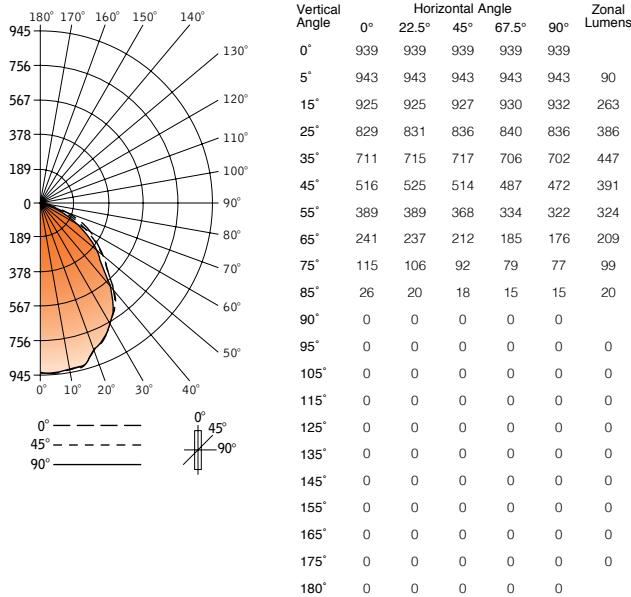 180° 170° 160° 140°
945
130°
756
120°
567
110°
378
100°
189
0
90°
189
80°
378
70°
567
60°
756
50°
945
0° 10° 20° 30° 40°
0°
45°
90°
0°
45°
90°
Vertical Angle Horizontal Angle Zonal Lumens
0° 22.5° 45° 67.5° 90°
0° 939 939 939 939 939
5° 943 943 943 943 943 90
15° 925 925 927 930 932 263
25° 829 831 836 840 836 386
35° 711 715 717 706 702 447
45° 516 525 514 487 472 391
55° 389 389 368 334 322 324
65° 241 237 212 185 176 209
75° 115 106 92 79 77 99
85° 26 20 18 15 15 20
90° 0 0 0 0 0
95° 0 0 0 0 0 0
105° 0 0 0 0 0 0
115° 0 0 0 0 0 0
125° 0 0 0 0 0 0
135° 0 0 0 0 0 0
145° 0 0 0 0 0 0
155° 0 0 0 0 0 0
165° 0 0 0 0 0 0
175° 0 0 0 0 0 0
180° 0 0 0 0 0